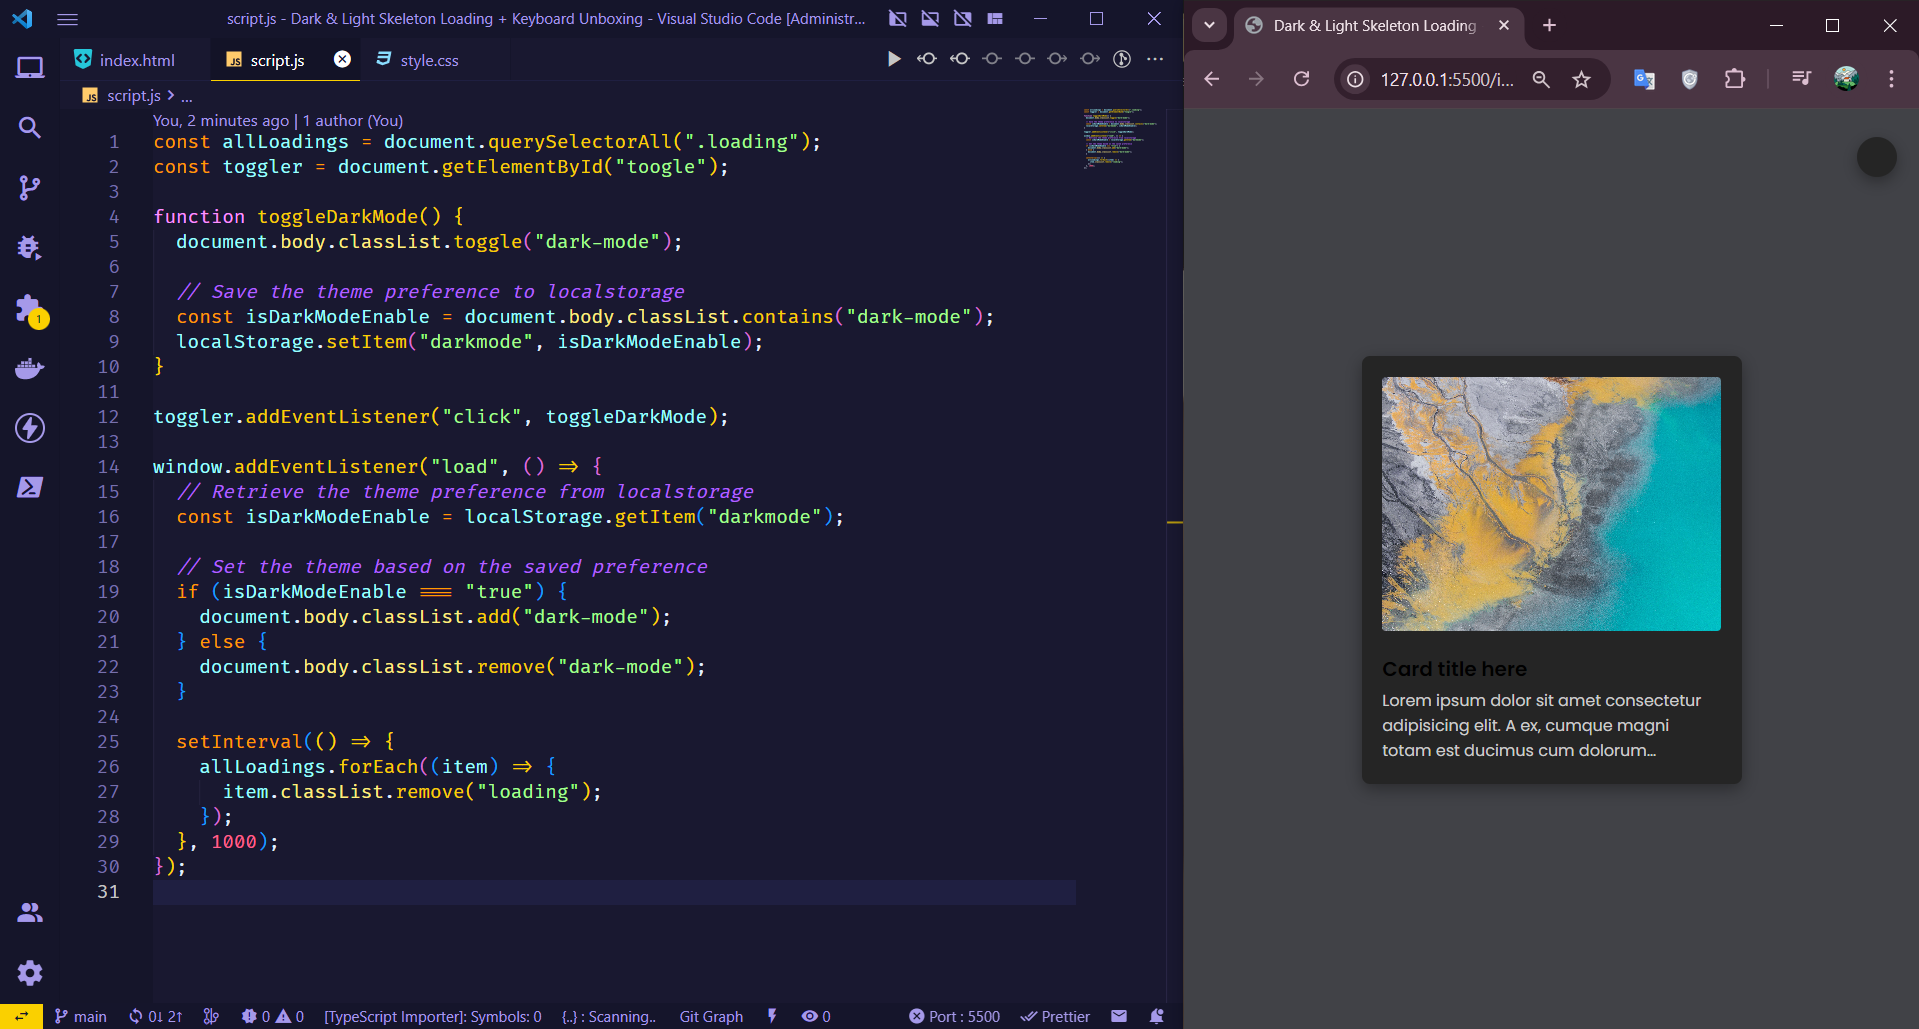 script.js - Dark & Light Skeleton Loading + Keyboard Unboxing - Visual Studio Code [Administr...
index.html
JS script.js
style.css
JS script.js > ...
You, 2 minutes ago | 1 author (You)
1 const allLoadings = document.querySelectorAll(".loading");
2 const toggler = document.getElementById("toogle");
3
4 function toggleDarkMode() {
5 document.body.classList.toggle("dark-mode");
6
7 // Save the theme preference to localstorage
8 const isDarkModeEnable = document.body.classList.contains("dark-mode");
9 localStorage.setItem("darkmode", isDarkModeEnable);
10 }
11
12 toggler.addEventListener("click", toggleDarkMode);
13
14 window.addEventListener("load", () => {
15 // Retrieve the theme preference from localstorage
16 const isDarkModeEnable = localStorage.getItem("darkmode");
17
18 // Set the theme based on the saved preference
19 if (isDarkModeEnable === "true") {
20 document.body.classList.add("dark-mode");
21 } else {
22 document.body.classList.remove("dark-mode");
23 }
24
25 setInterval(() => {
26 allLoadings.forEach((item) => {
27 item.classList.remove("loading");
28 });
29 }, 1000);
30 });
31
1
main
0↓ 2↑
0
0
[TypeScript Importer]: Symbols: 0
{..} : Scanning..
Git Graph
0
Port : 5500
Prettier
Dark & Light Skeleton Loading
127.0.0.1:5500/i...
Card title here
Lorem ipsum dolor sit amet consectetur
adipisicing elit. A ex, cumque magni
totam est ducimus cum dolorum...